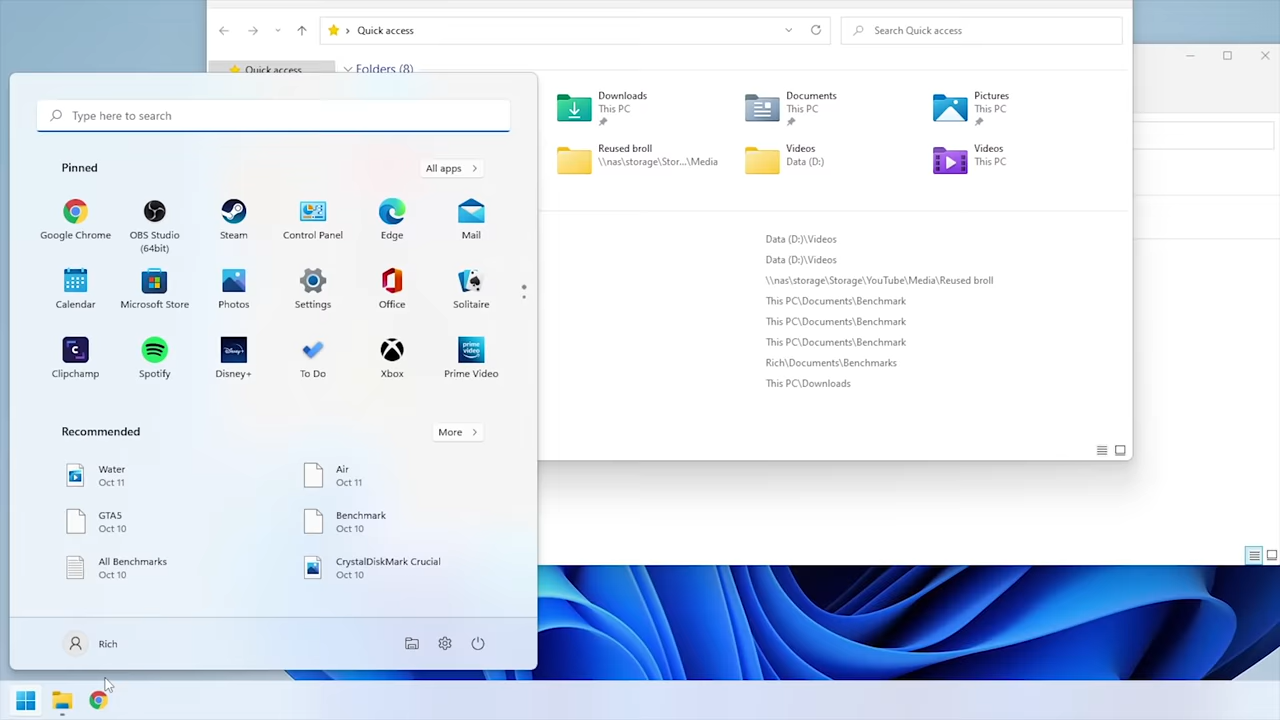 Quick access
Search Quick access
Quick access
Folders (8)
Type here to search
Pinned
All apps
Google Chrome
OBS Studio
(64bit)
Steam
Control Panel
Edge
Mail
Calendar
Microsoft Store
Photos
Settings
Office
Solitaire
Clipchamp
Spotify
Disney+
To Do
Xbox
Prime Video
Recommended
More
Water
Oct 11
Air
Oct 11
GTA5
Oct 10
Benchmark
Oct 10
All Benchmarks
Oct 10
CrystalDiskMark Crucial
Oct 10
Rich
Downloads
This PC
Documents
This PC
Pictures
This PC
Reused broll
\\nas\storage\Stor...\Media
Videos
Data (D:)
Videos
This PC
Data (D:)\Videos
Data (D:)\Videos
\\nas\storage\Storage\YouTube\Media\Reused broll
This PC\Documents\Benchmark
This PC\Documents\Benchmark
This PC\Documents\Benchmark
Rich\Documents\Benchmarks
This PC\Downloads